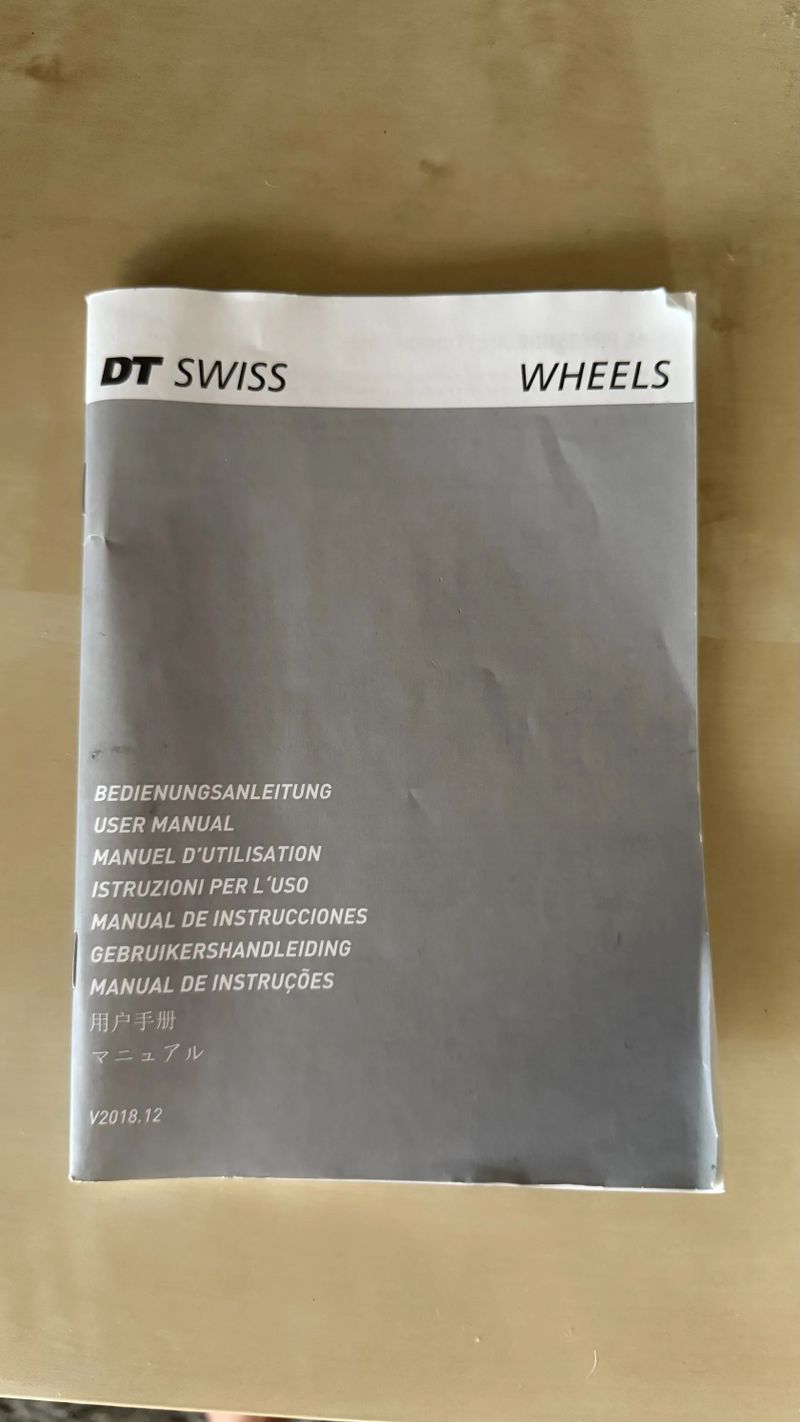 DT SWISS WHEELS
BEDIENUNGSANLEITUNG
USER MANUAL
MANUEL D'UTILISATION
ISTRUZIONI PER L'USO
MANUAL DE INSTRUCCIONES
GEBRUIKERSHANDLEIDING
MANUAL DE INSTRUÇÕES
用户手册
マニュアル
V2018.12